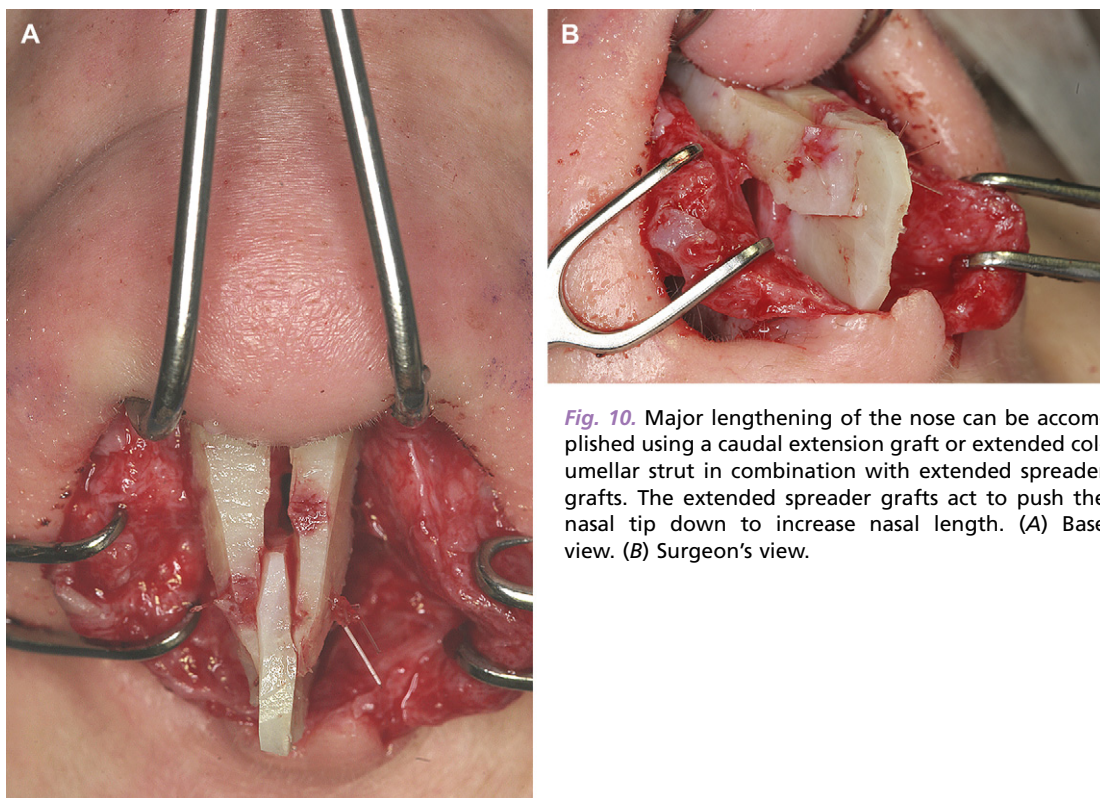 A
B
Fig. 10. Major lengthening of the nose can be accom
plished using a caudal extension graft or extended col
umellar strut in combination with extended spreader
grafts. The extended spreader grafts act to push the
nasal tip down to increase nasal length. (A) Base
view. (B) Surgeon's view.